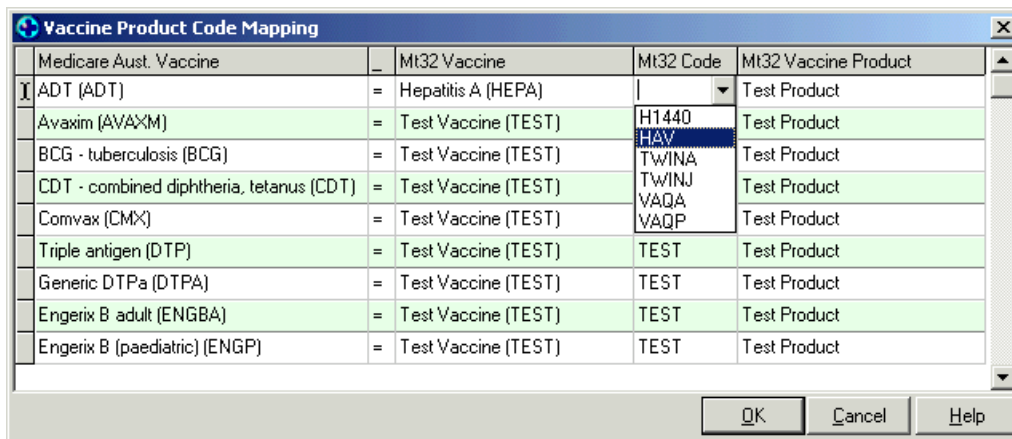 Vaccine Product Code Mapping
Medicare Aust. Vaccine _ Mt32 Vaccine Mt32 Code Mt32 Vaccine Product
ADT (ADT) = Hepatitis A (HEPA) Test Product
H1440
HAV
TWINA
TWINJ
VAQA
VAQP
Avaxim (AVAXM) = Test Vaccine (TEST) Test Product
BCG - tuberculosis (BCG) = Test Vaccine (TEST) Test Product
CDT - combined diphtheria, tetanus (CDT) = Test Vaccine (TEST) Test Product
Comvax (CMX) = Test Vaccine (TEST) Test Product
Triple antigen (DTP) = Test Vaccine (TEST) TEST Test Product
Generic DTPa (DTPA) = Test Vaccine (TEST) TEST Test Product
Engerix B adult (ENGBA) = Test Vaccine (TEST) TEST Test Product
Engerix B (paediatric) (ENGP) = Test Vaccine (TEST) TEST Test Product
OK Cancel Help